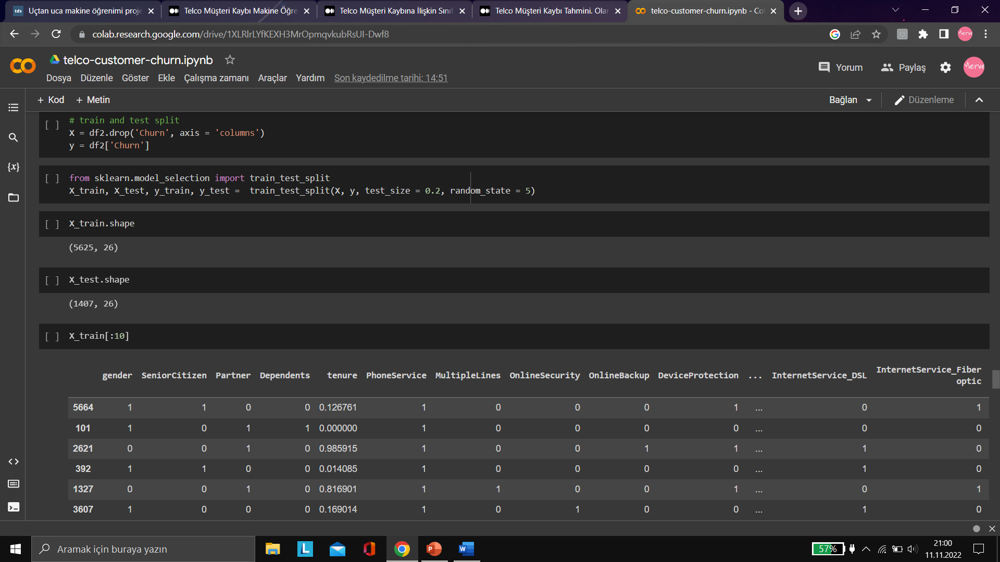 Uçtan uca makine öğrenimi proje
Telco Müşteri Kaybı Makine Öğre
Telco Müşteri Kaybına İlişkin Sınıf
Telco Müşteri Kaybı Tahmini. Olar
telco-customer-churn.ipynb - Col
colab.research.google.com/drive/1XLRlrLYfKEXH3MrOpmqvkubRsUI-Dwf8
Merve
telco-customer-churn.ipynb
Yorum
Paylaş
Merve
Dosya Düzenle Göster Ekle Çalışma zamanı Araçlar Yardım Son kaydedilme tarihi: 14:51
+ Kod + Metin
Bağlan
Düzenleme
[ ] # train and test split
X = df2.drop('Churn', axis = 'columns')
y = df2['Churn']
{x}
[ ] from sklearn.model_selection import train_test_split
X_train, X_test, y_train, y_test =  train_test_split(X, y, test_size = 0.2, random_state = 5)
[ ] X_train.shape
(5625, 26)
[ ] X_test.shape
(1407, 26)
[ ] X_train[:10]
gender SeniorCitizen Partner Dependents tenure PhoneService MultipleLines OnlineSecurity OnlineBackup DeviceProtection ... InternetService_DSL InternetService_Fiber optic
5664 1 1 0 0 0.126761 1 0 0 0 1 ... 0 1
101 1 0 1 1 0.000000 1 0 0 0 0 ... 0 0
2621 0 0 1 0 0.985915 1 0 0 1 1 ... 1 0
392 1 1 0 0 0.014085 1 0 0 0 0 ... 1 0
1327 0 0 1 0 0.816901 1 1 0 0 1 ... 0 1
3607 1 0 0 0 0.169014 1 0 1 0 0 ... 1 0
Aramak için buraya yazın
57%
21:00
11.11.2022